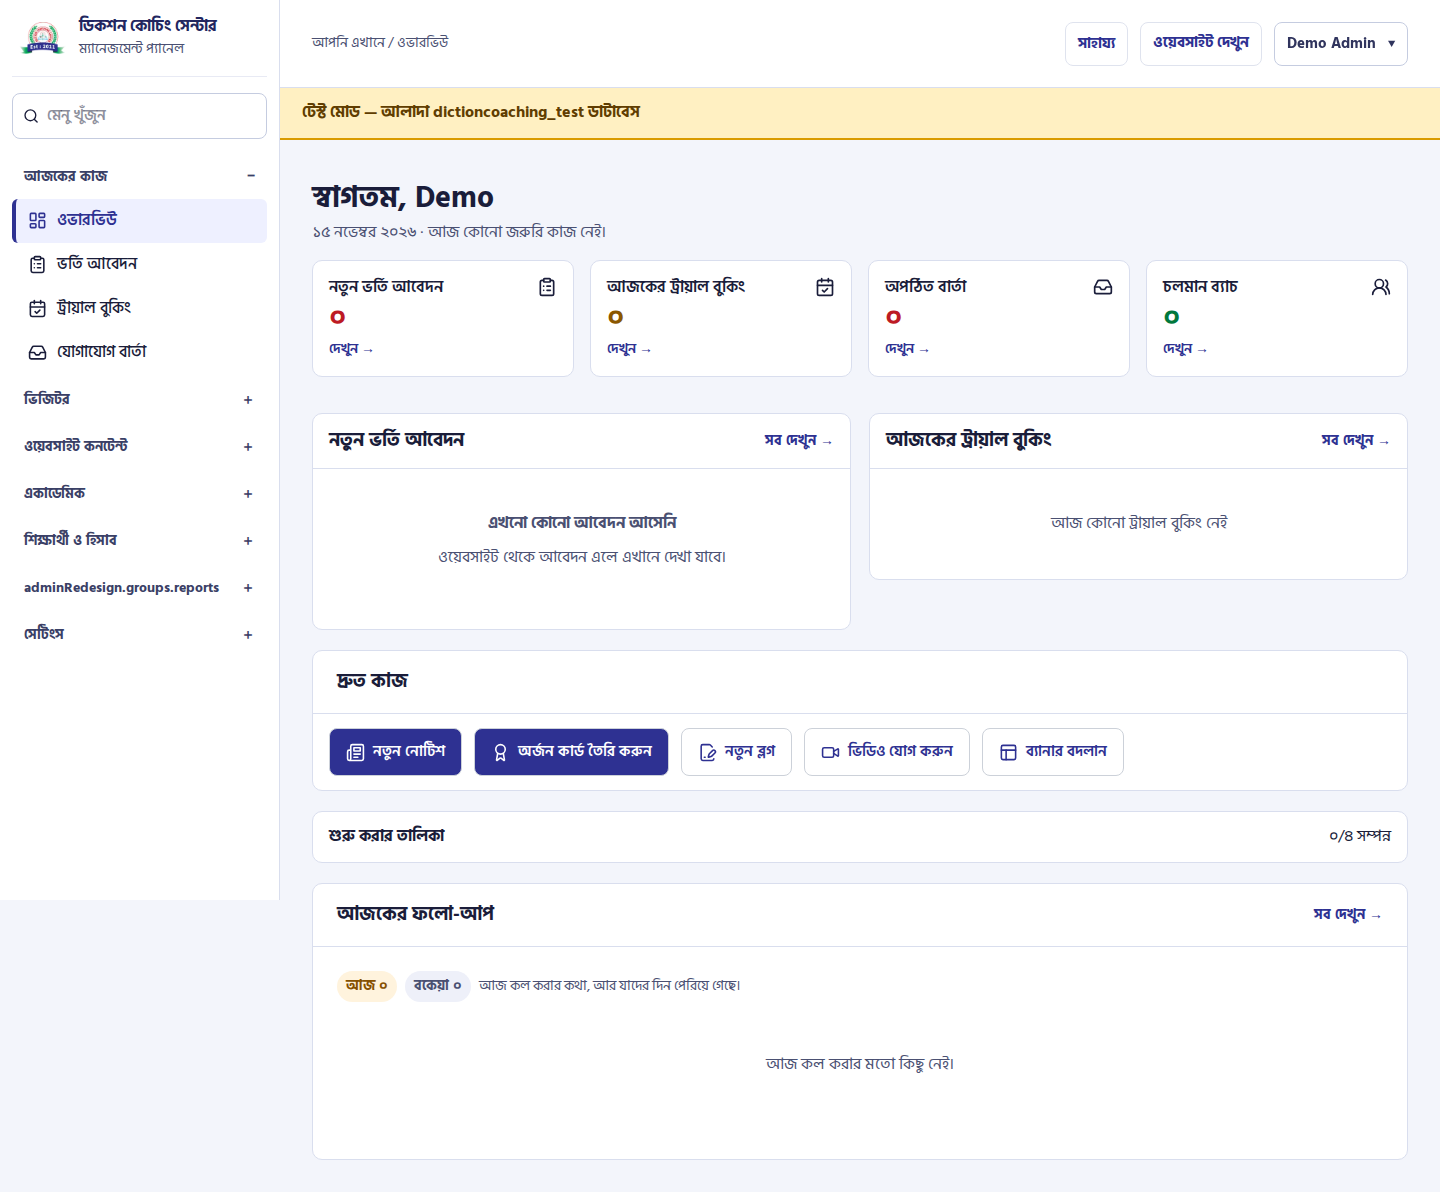 ডিকশন কোচিং সেন্টার
ম্যানেজমেন্ট প্যানেল
Est : 2011
মেনু খুঁজুন
আজকের কাজ −
ওভারভিউ
ভর্তি আবেদন
ট্রায়াল বুকিং
যোগাযোগ বার্তা
ভিজিটর +
ওয়েবসাইট কনটেন্ট +
একাডেমিক +
শিক্ষার্থী ও হিসাব +
adminRedesign.groups.reports +
সেটিংস +
আপনি এখানে / ওভারভিউ
সাহায্য
ওয়েবসাইট দেখুন
Demo Admin ▾
টেস্ট মোড — আলাদা dictioncoaching_test ডাটাবেস
স্বাগতম, Demo
১৫ নভেম্বর ২০২৬ · আজ কোনো জরুরি কাজ নেই।
নতুন ভর্তি আবেদন
০
দেখুন →
আজকের ট্রায়াল বুকিং
০
দেখুন →
অপঠিত বার্তা
০
দেখুন →
চলমান ব্যাচ
০
দেখুন →
নতুন ভর্তি আবেদন
সব দেখুন →
এখনো কোনো আবেদন আসেনি
ওয়েবসাইট থেকে আবেদন এলে এখানে দেখা যাবে।
আজকের ট্রায়াল বুকিং
সব দেখুন →
আজ কোনো ট্রায়াল বুকিং নেই
দ্রুত কাজ
নতুন নোটিশ
অর্জন কার্ড তৈরি করুন
নতুন ব্লগ
ভিডিও যোগ করুন
ব্যানার বদলান
শুরু করার তালিকা
০/৪ সম্পন্ন
আজকের ফলো-আপ
সব দেখুন →
আজ ০
বকেয়া ০
আজ কল করার কথা, আর যাদের দিন পেরিয়ে গেছে।
আজ কল করার মতো কিছু নেই।